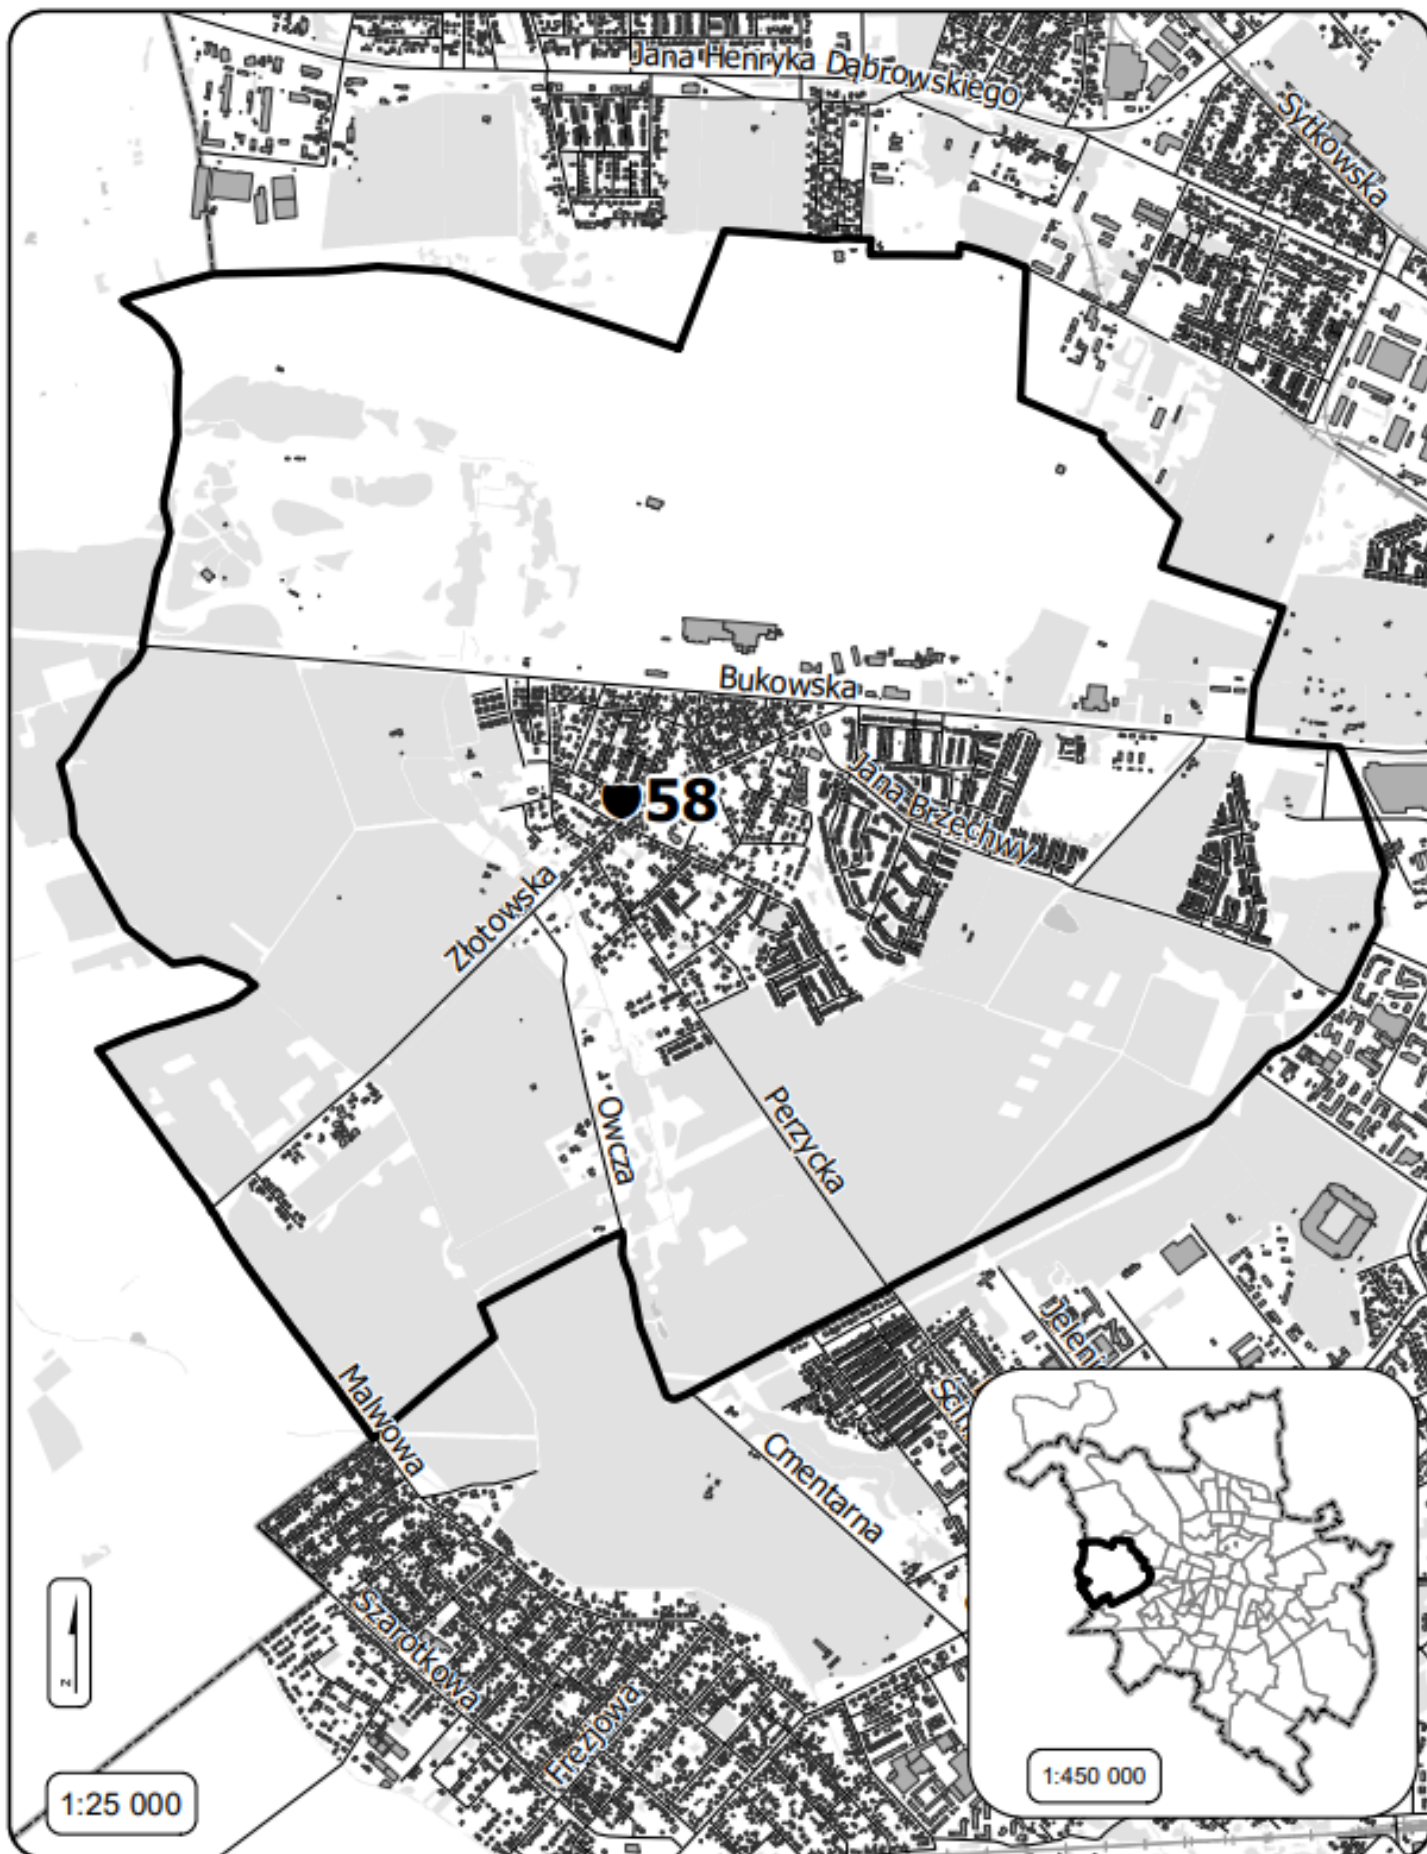 Jana Henryka Dąbrowskiego
Sytkowska
Bukowska
58
Jana Brzechwy
Złotowska
Owcza
Perzycka
Malwowa
Cmentarna
Szarotkowa
Frezjowa
N
1:25 000
1:450 000